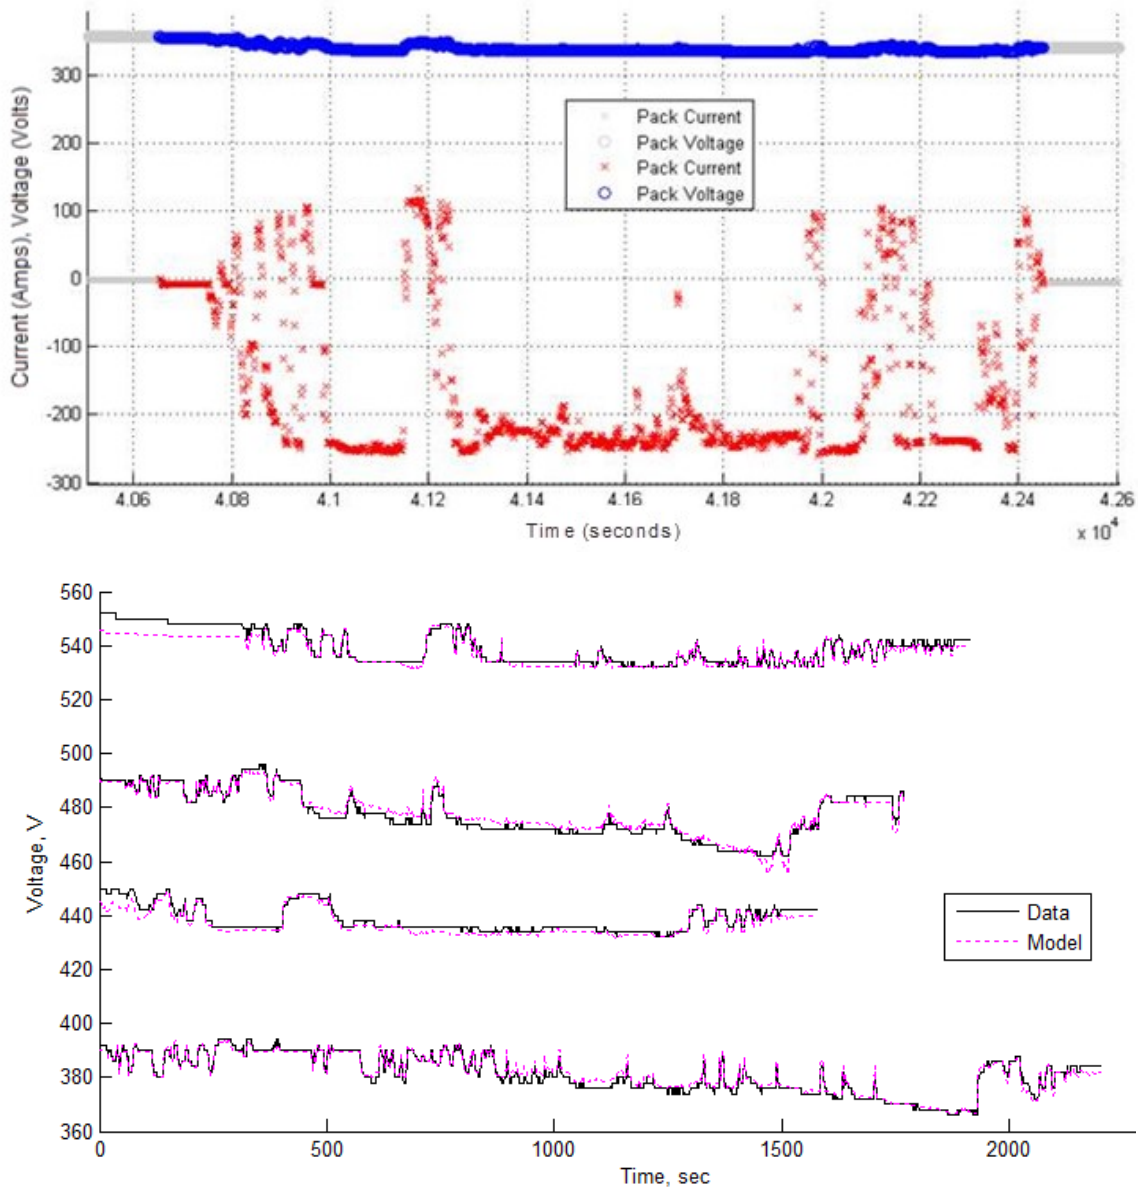 300
200
100
0
-100
-200
-300
Current (Amps), Voltage (Volts)
Pack Current
Pack Voltage
Pack Current
Pack Voltage
4.06 4.08 4.1 4.12 4.14 4.16 4.18 4.2 4.22 4.24 4.26
Time (seconds)
x 10^4
560
540
520
500
480
460
440
420
400
380
360
Voltage, V
Data
Model
0 500 1000 1500 2000
Time, sec